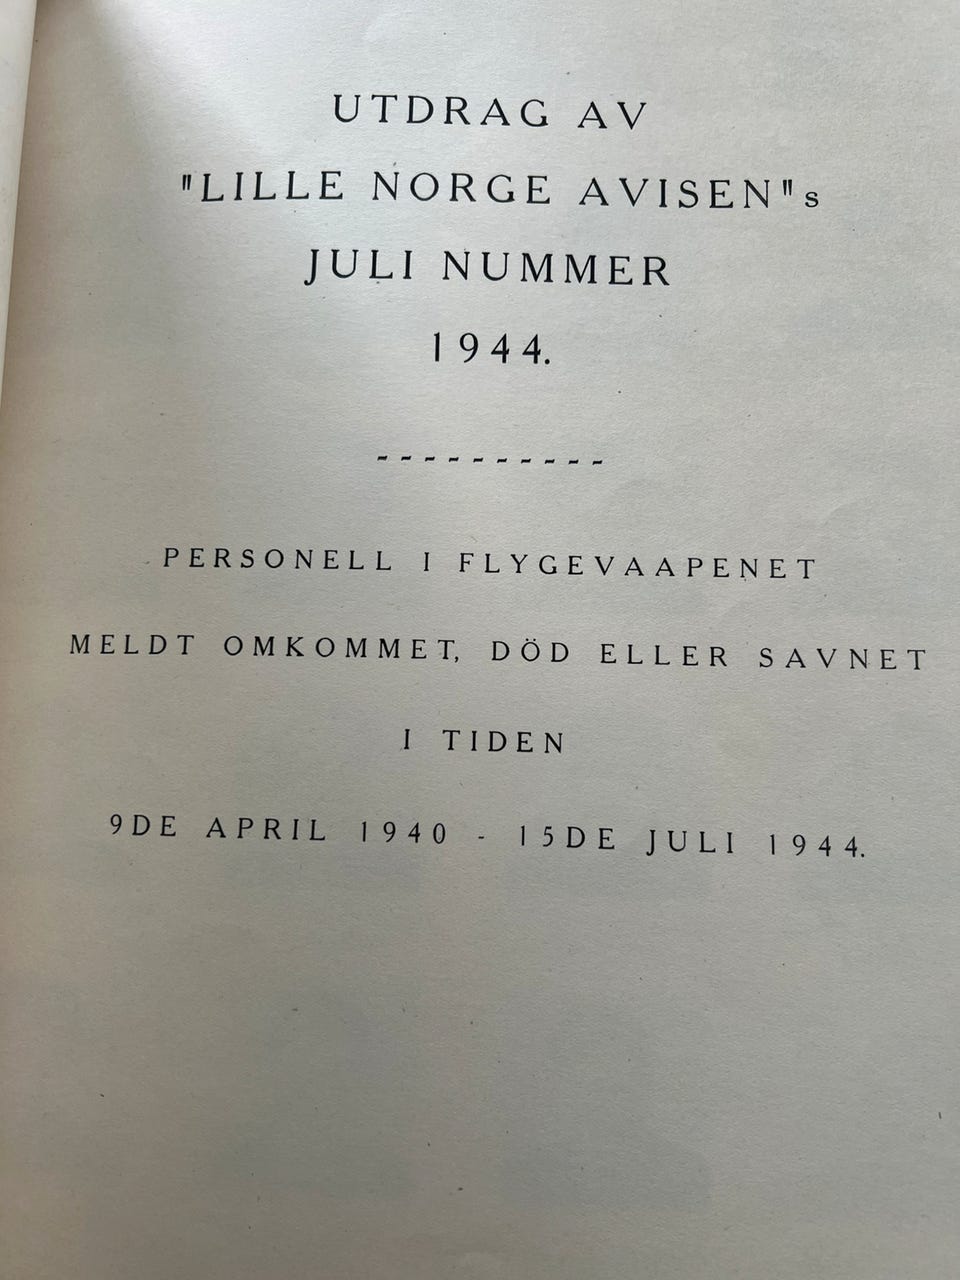 UTDRAG AV
"LILLE NORGE AVISEN"s
JULI NUMMER
1944.
----------
PERSONELL I FLYGEVAAPENET
MELDT OMKOMMET, DÖD ELLER SAVNET
I TIDEN
9DE APRIL 1940 - 15DE JULI 1944.